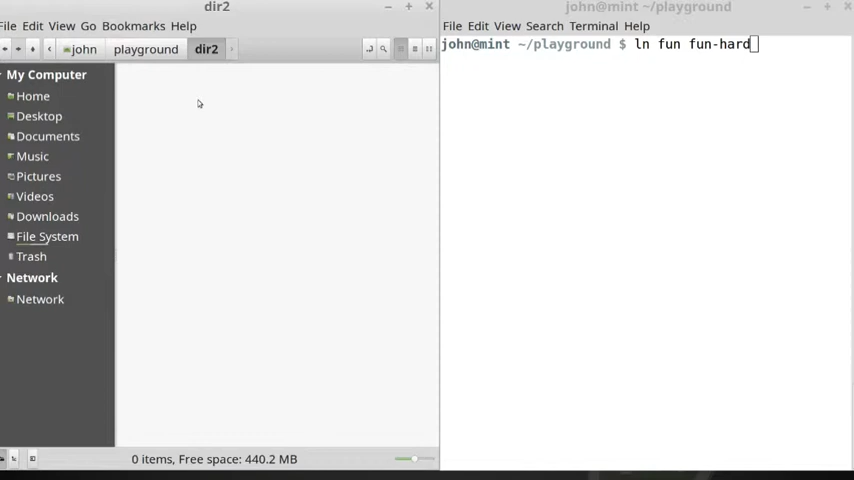 dir2
File Edit View Go Bookmarks Help
john playground dir2
My Computer
Home
Desktop
Documents
Music
Pictures
Videos
Downloads
File System
Trash
Network
Network
0 items, Free space: 440.2 MB
john@mint ~/playground
File Edit View Search Terminal Help
john@mint ~/playground $ ln fun fun-hard